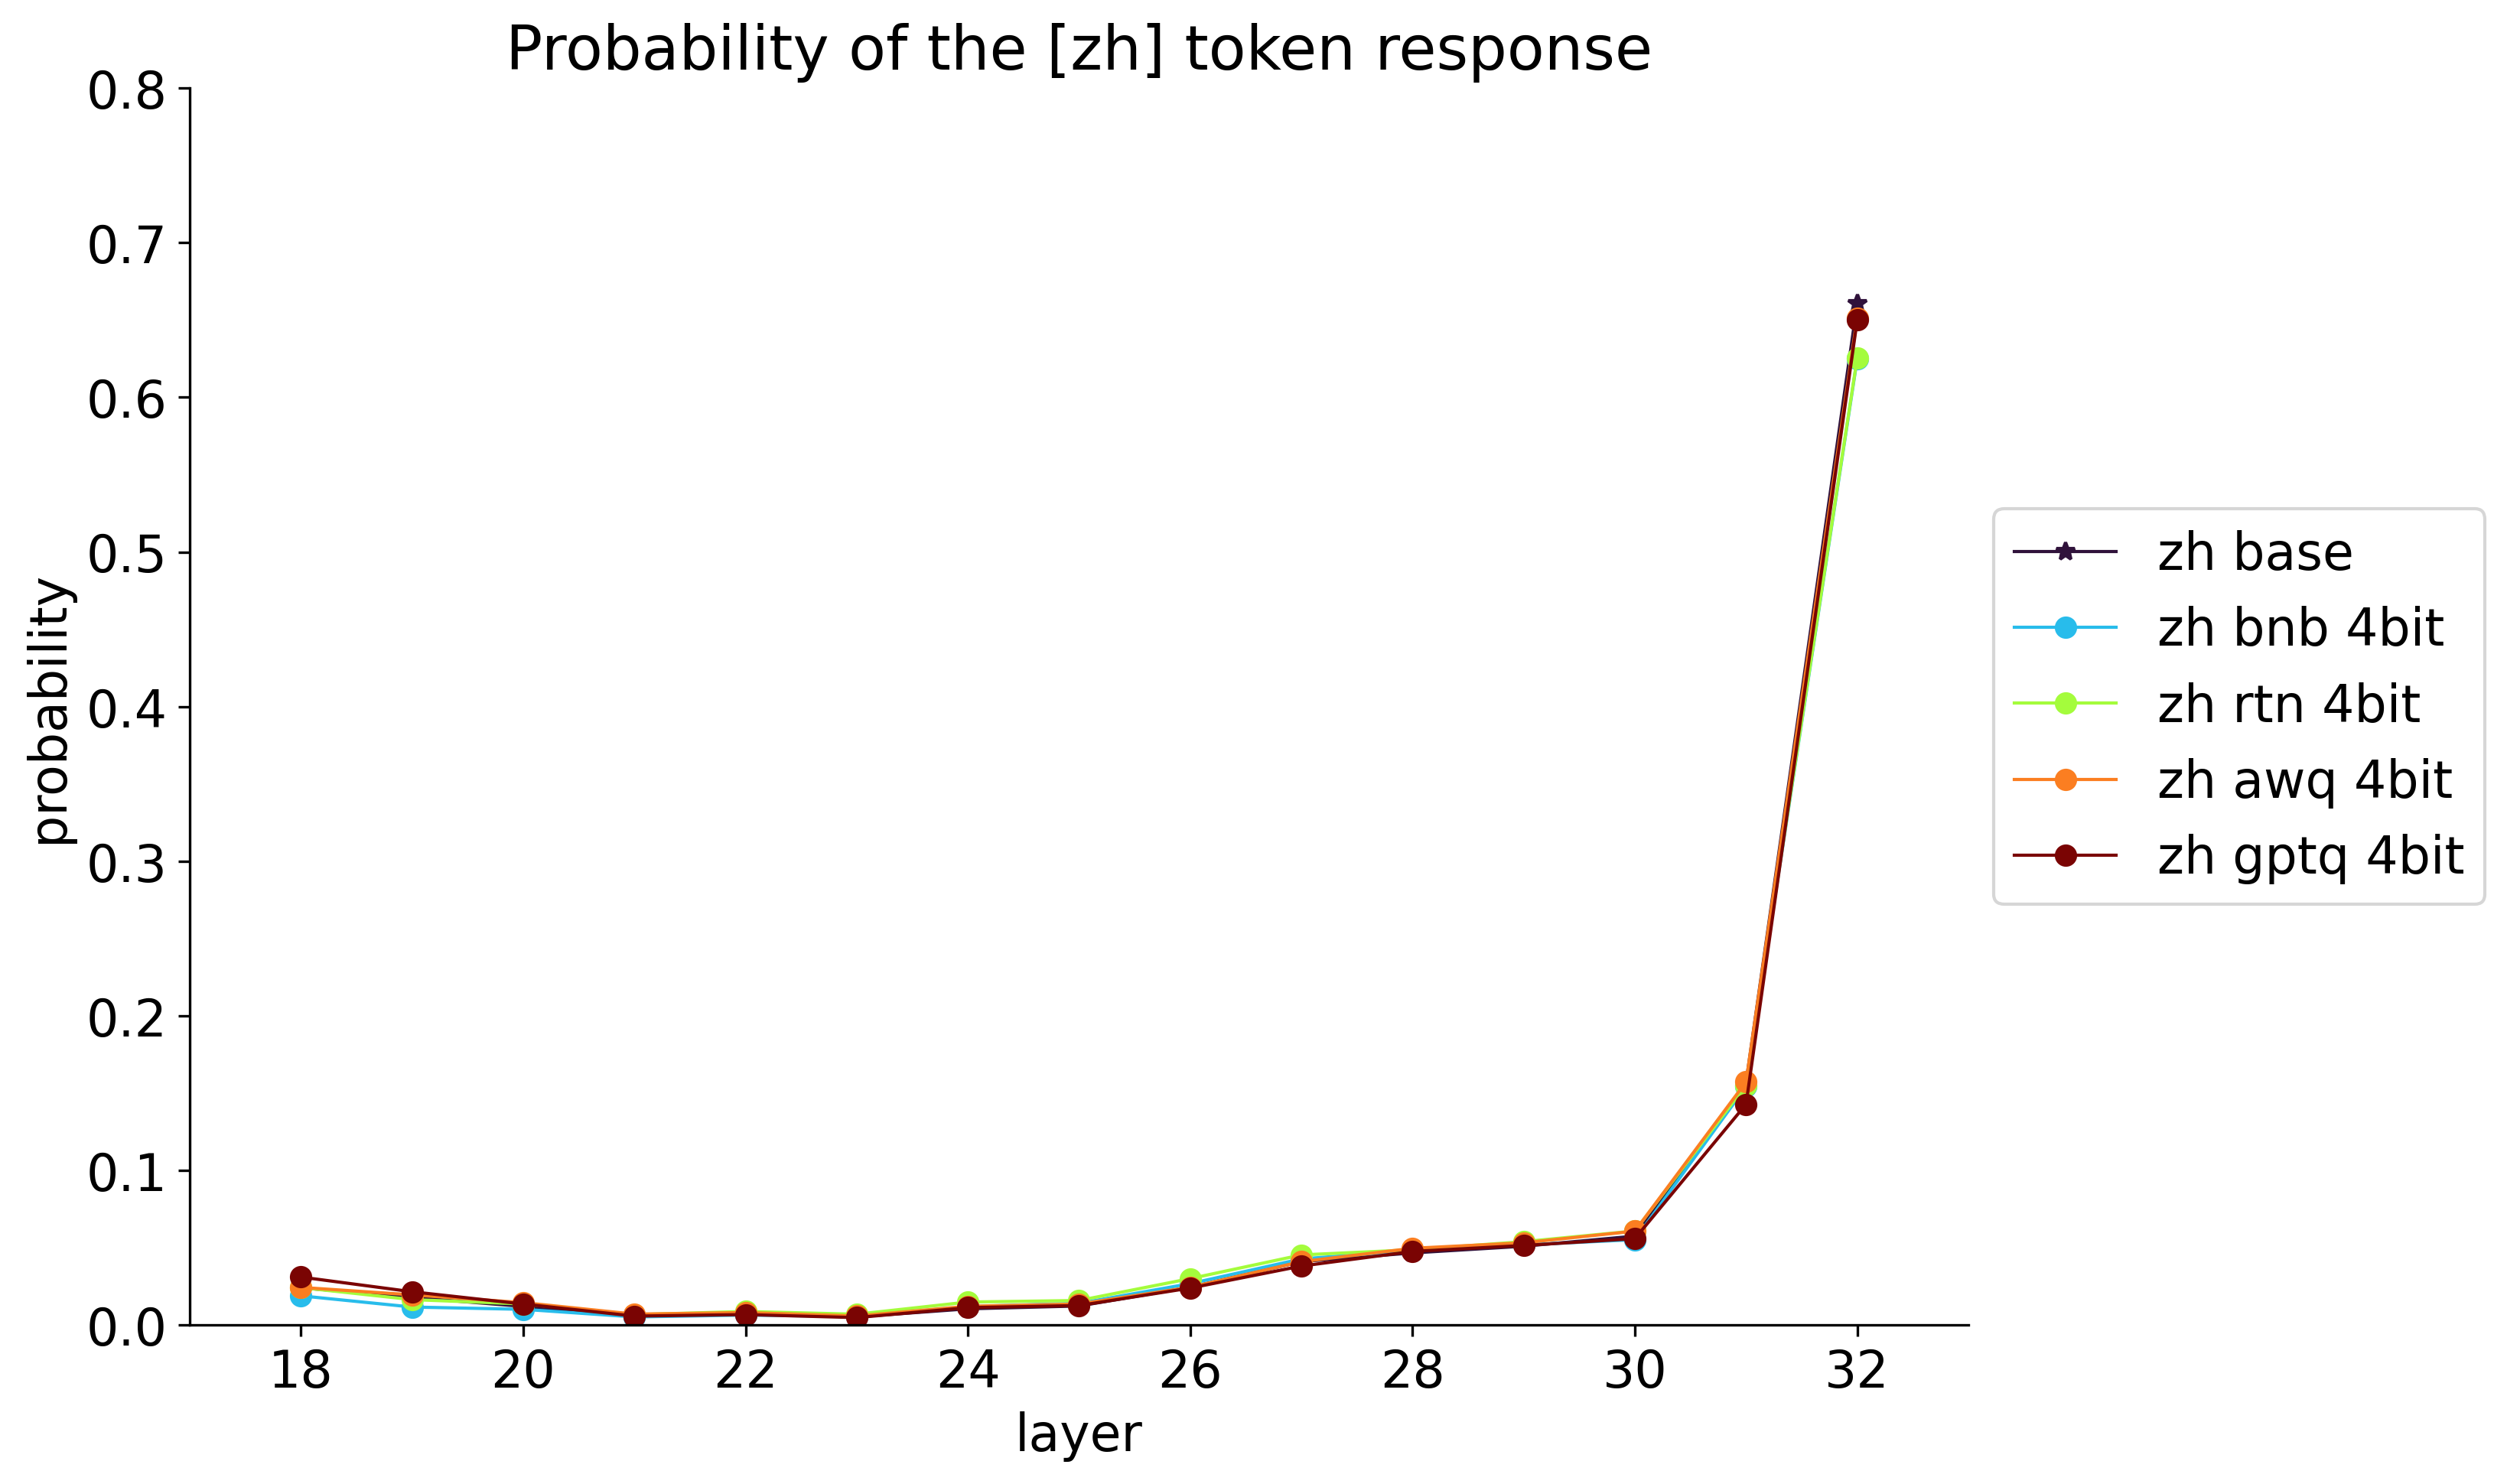 Probability of the [zh] token response
0.8
0.7
0.6
0.5
0.4
0.3
0.2
0.1
0.0
probability
18 20 22 24 26 28 30 32
layer
zh base
zh bnb 4bit
zh rtn 4bit
zh awq 4bit
zh gptq 4bit